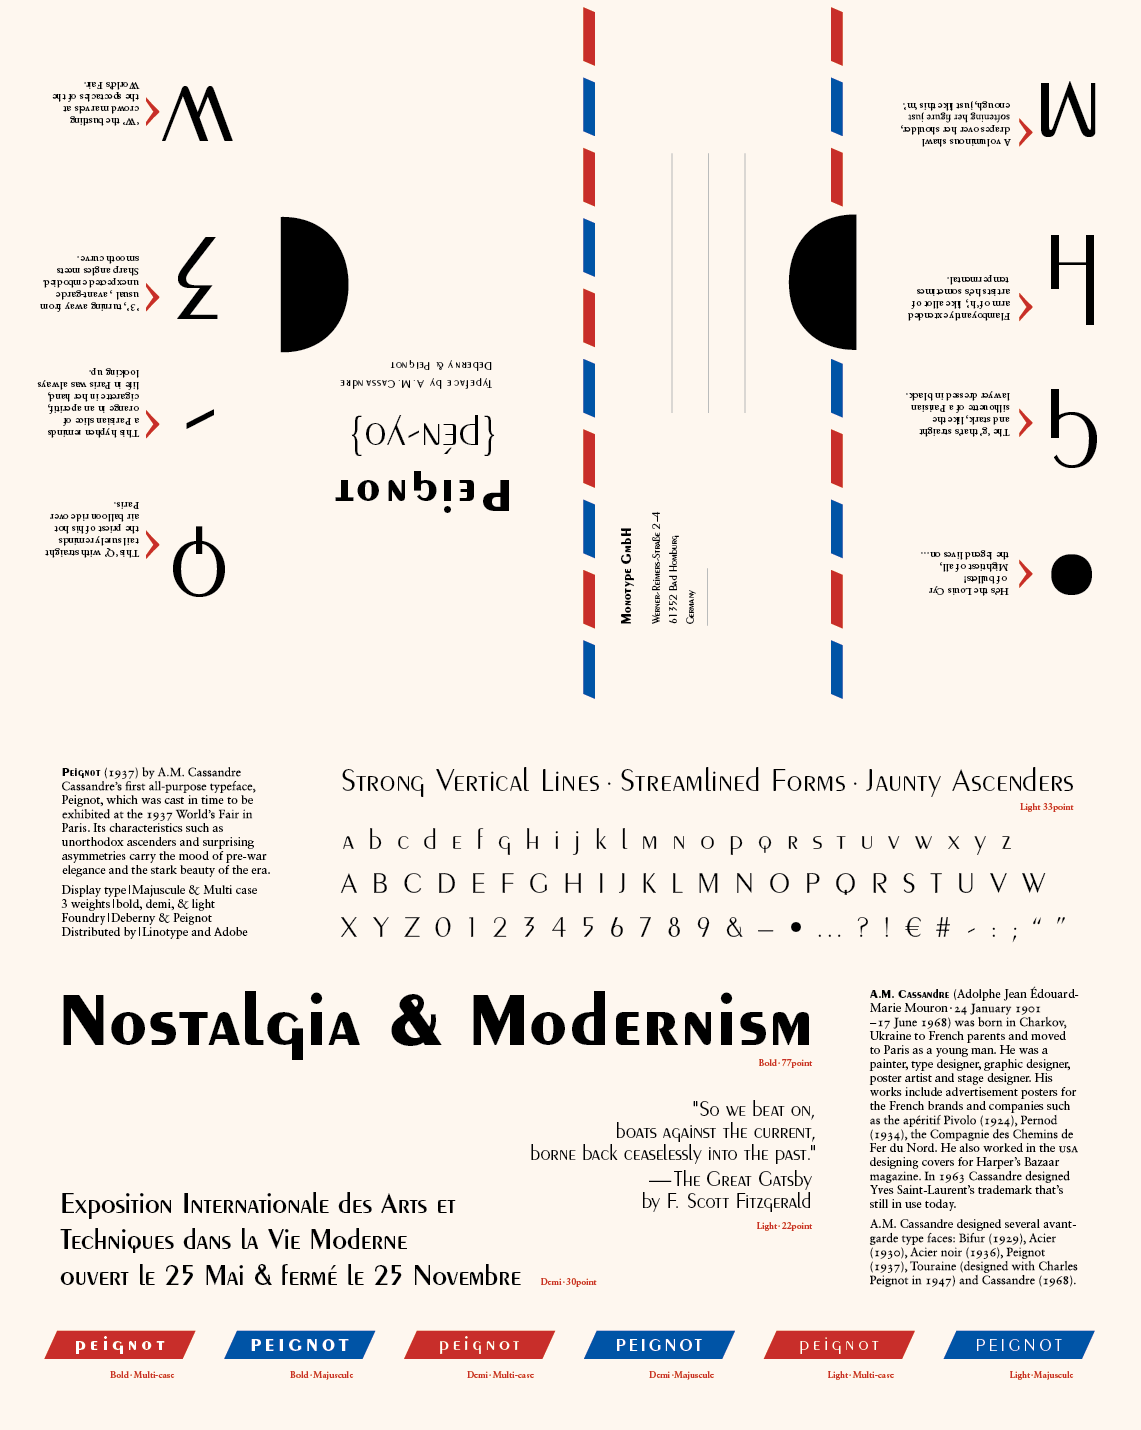 'W' the bustling
crowd marvels at
the spectacles of the
World's Fair.
W
'3', turning away from
usual, avant-garde
unexpected embodied
Sharp angles meets
smooth curve.
3
This hyphen reminds
a Parisian slice of
orange in an aperitif,
cigarette in her hand,
life in Paris was always
looking up.
-
This 'Q' with straight
tail surely reminds
the priest of his hot
air balloon ride over
Paris.
Q
Peignot
{pén-yo}
Typeface by A.M. Cassandre
Deberny & Peignot
Monotype GmbH
Werner-Reimers-Straße 2–4
61352 Bad Homburg
Germany
A voluminous shawl
drapes over her shoulder,
softening her figure just
enough, just like this 'm'.
M
Flamboyantly extended
arm of 'h', like allot of
artists he's sometimes
tempermental.
H
The 'g', that's straight
and stark, like the
silhouette of a Parisian
lawyer dressed in black.
g
He's the Louis Cyr
of bullets!
Mightiest of all,
the legend lives on...
•
Peignot (1937) by A.M. Cassandre
Cassandre's first all-purpose typeface,
Peignot, which was cast in time to be
exhibited at the 1937 World's Fair in
Paris. Its characteristics such as
unorthodox ascenders and surprising
asymmetries carry the mood of pre-war
elegance and the stark beauty of the era.
Display type|Majuscule & Multi case
3 weights|bold, demi, & light
Foundry|Deberny & Peignot
Distributed by|Linotype and Adobe
Strong Vertical Lines · Streamlined Forms · Jaunty Ascenders
Light 33point
a b c d e f g h i j k l m n o p q r s t u v w x y z
A B C D E F G H I J K L M N O P Q R S T U V W
X Y Z 0 1 2 3 4 5 6 7 8 9 & – • ... ? ! € # - : ; “ ”
Nostalgia & Modernism
Bold·77point
"So we beat on,
boats against the current,
borne back ceaselessly into the past."
—The Great Gatsby
by F. Scott Fitzgerald
Light·22point
Exposition Internationale des Arts et
Techniques dans la Vie Moderne
ouvert le 25 Mai & fermé le 25 Novembre
Demi·30point
A.M. Cassandre (Adolphe Jean Édouard-
Marie Mouron·24 January 1901
–17 June 1968) was born in Charkov,
Ukraine to French parents and moved
to Paris as a young man. He was a
painter, type designer, graphic designer,
poster artist and stage designer. His
works include advertisement posters for
the French brands and companies such
as the apéritif Pivolo (1924), Pernod
(1934), the Compagnie des Chemins de
Fer du Nord. He also worked in the USA
designing covers for Harper's Bazaar
magazine. In 1963 Cassandre designed
Yves Saint-Laurent's trademark that's
still in use today.
A.M. Cassandre designed several avant-
garde type faces: Bifur (1929), Acier
(1930), Acier noir (1936), Peignot
(1937), Touraine (designed with Charles
Peignot in 1947) and Cassandre (1968).
peignot
Bold·Multi-case
PEIGNOT
Bold·Majuscule
peignot
Demi·Multi-case
PEIGNOT
Demi·Majuscule
peignot
Light·Multi-case
PEIGNOT
Light·Majuscule